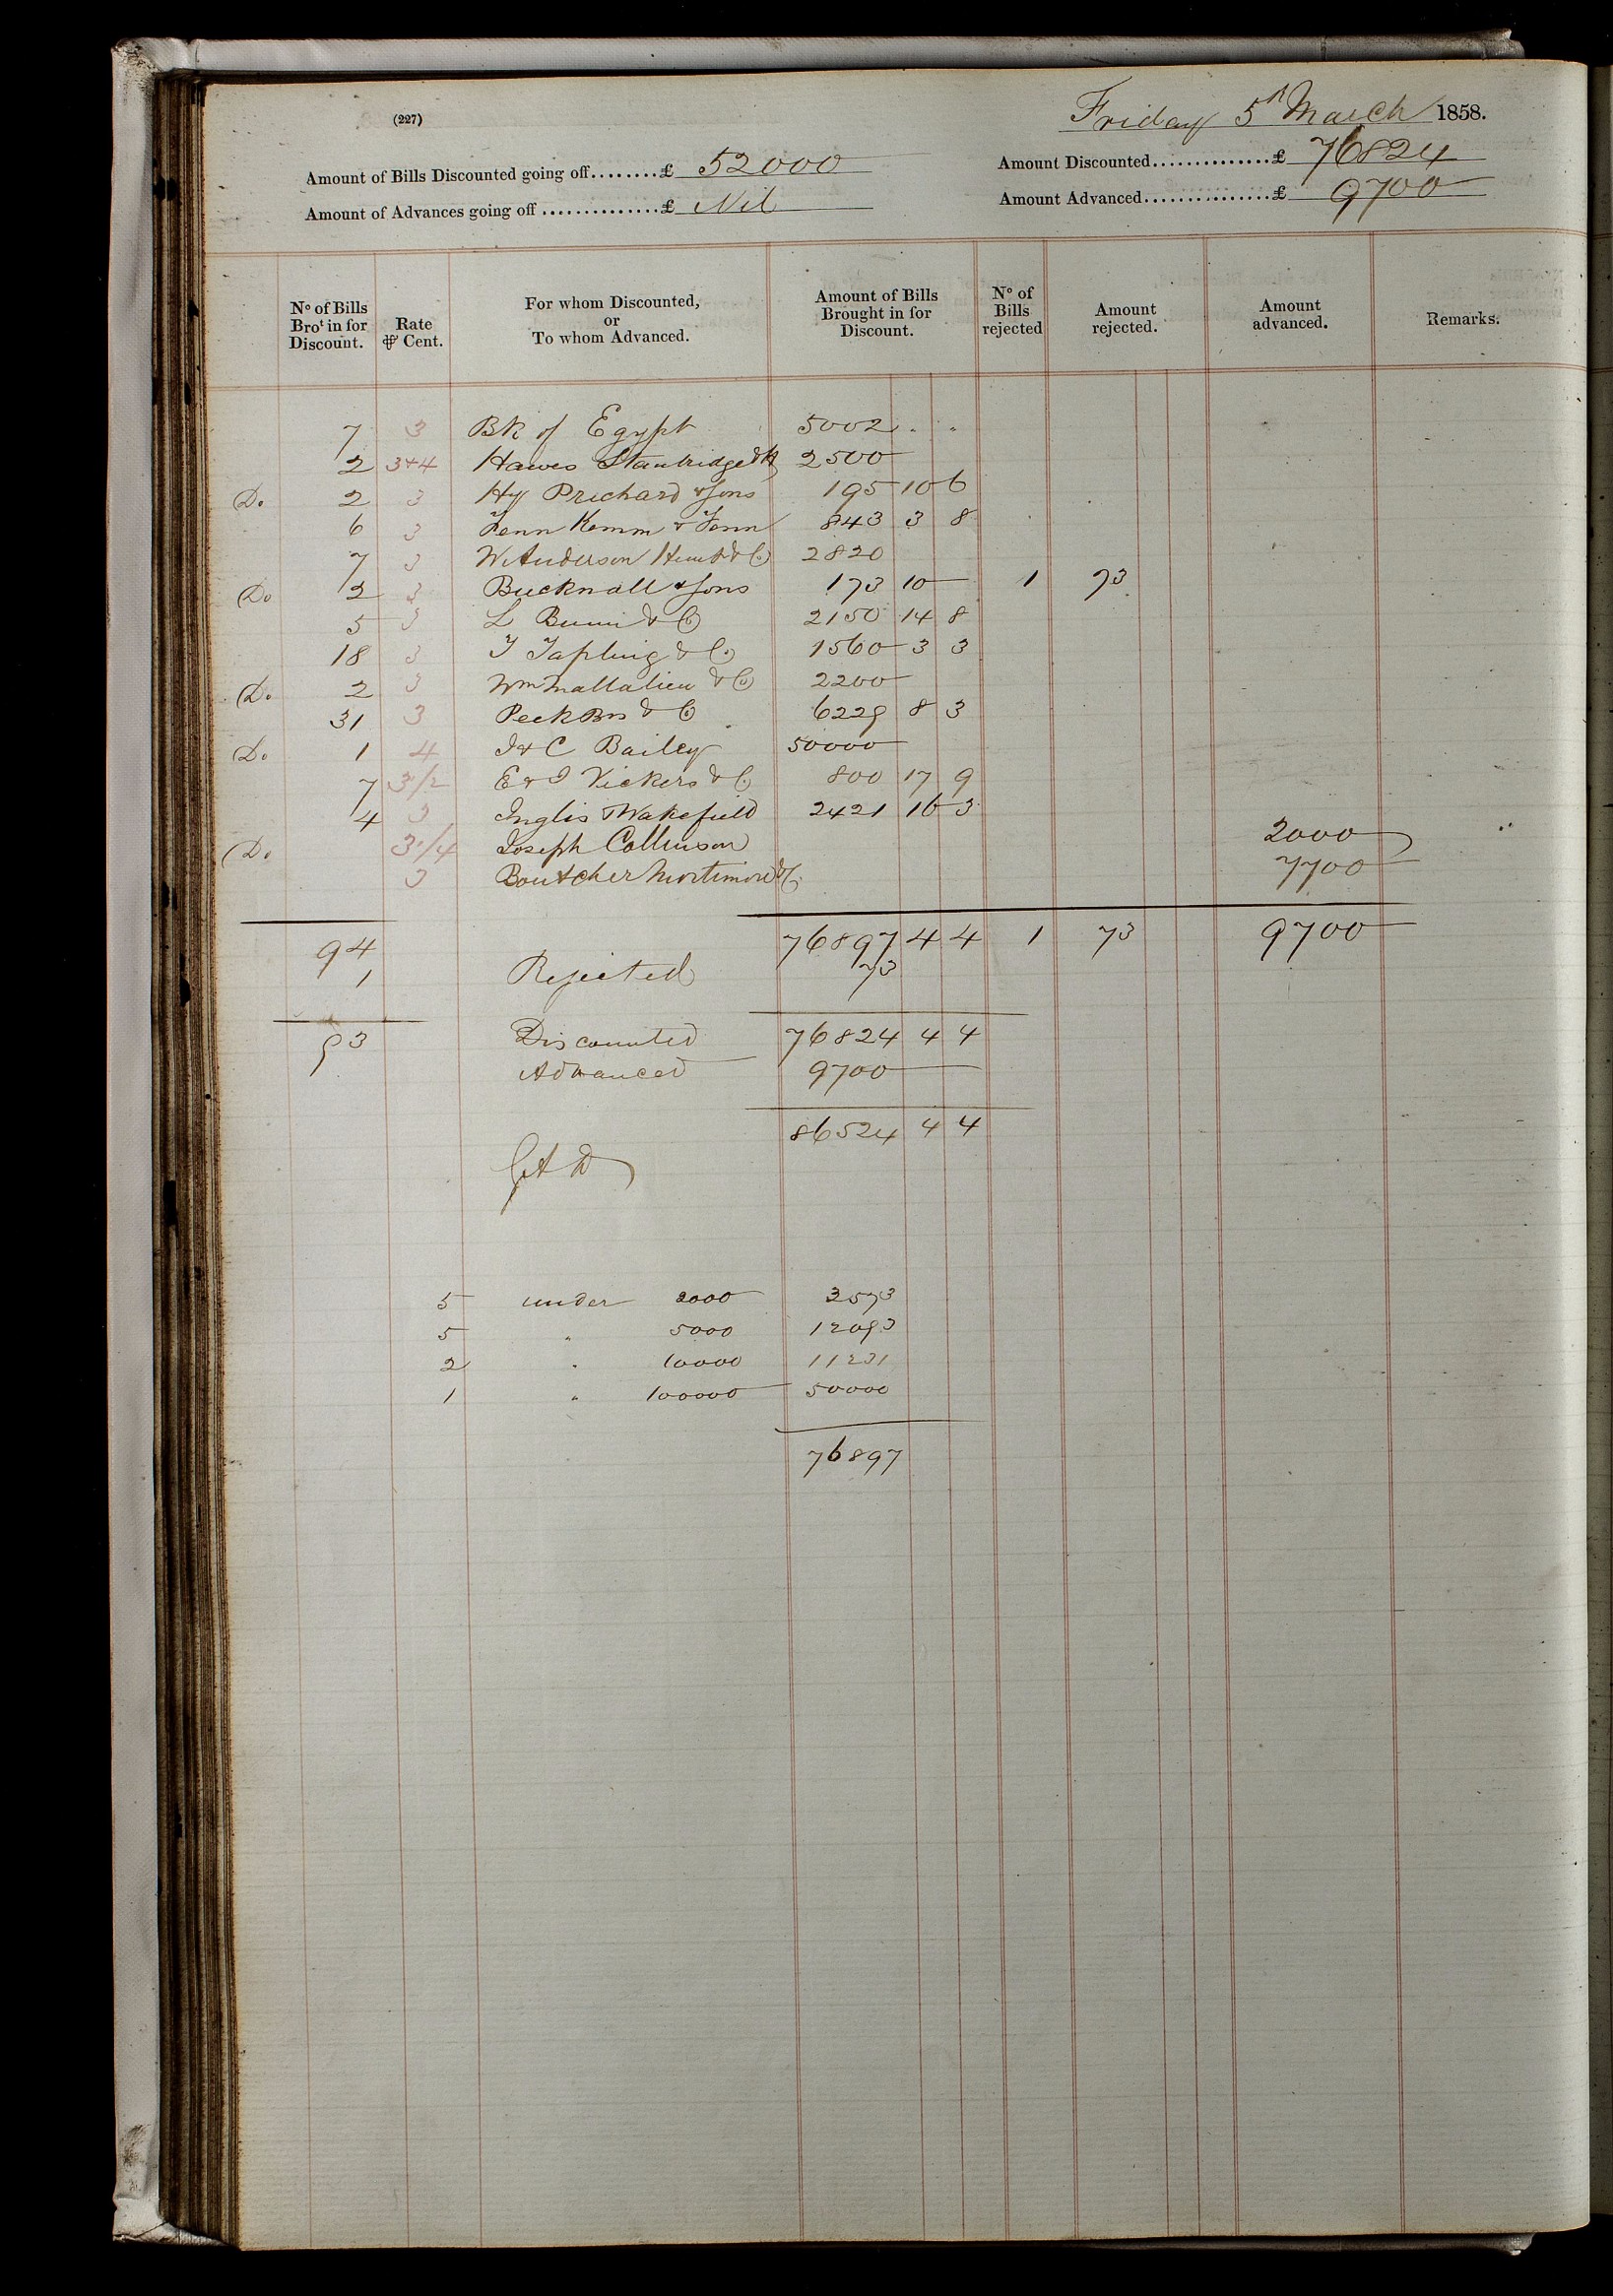 (227)
Friday 5th March 1858.
Amount of Bills Discounted going off........£ 52000
Amount Discounted..............£ 76824
Amount of Advances going off..............£ Nil
Amount Advanced..............£ 9700
No of Bills Brot in for Discount. Rate ⅌ Cent. For whom Discounted, or To whom Advanced. Amount of Bills Brought in for Discount. No of Bills rejected Amount rejected. Amount advanced. Remarks.
7 3 Bk of Egypt 5002 . .
2 3+4 Hawes Stanbridge & 2500
Do 2 3 Hy Prichard & Sons 195 10 6
6 3 Fenn Kemm & Fenn 843 3 8
7 3 W Anderson Hunt & Co 2820
Do 2 3 Bucknall & Sons 173 10 1 73
5 3 L & Co 2150 14 8
18 3 T Tapling & Co 1560 3 3
Do 2 3 Wm Mallalieu & Co 2200
31 3 Peek Bros & Co 6229 8 3
Do 1 4 J & C Bailey 50000
7 3 1/2 E & J Vickers & Co 800 17 9
4 3 Inglis & Wakefield 2421 16 3
Do 3 1/4 Joseph Collinson 2000
3 Boutcher Mortimore & Co 7700
94 76897 4 4 1 73 9700
1 Rejected 73
93 Discounted 76824 4 4
Advanced 9700
86524 4 4
5 under 2000 3573
5 " 5000 12093
2 " 10000 11231
1 " 100000 50000
76897